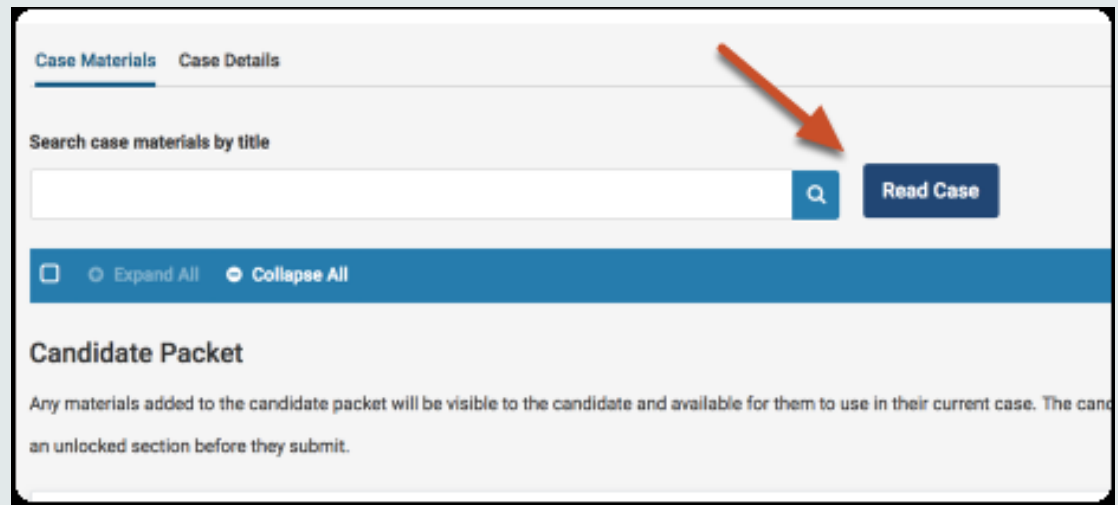 Case Materials Case Details
Search case materials by title
Read Case
Expand All Collapse All
Candidate Packet
Any materials added to the candidate packet will be visible to the candidate and available for them to use in their current case. The
an unlocked section before they submit.